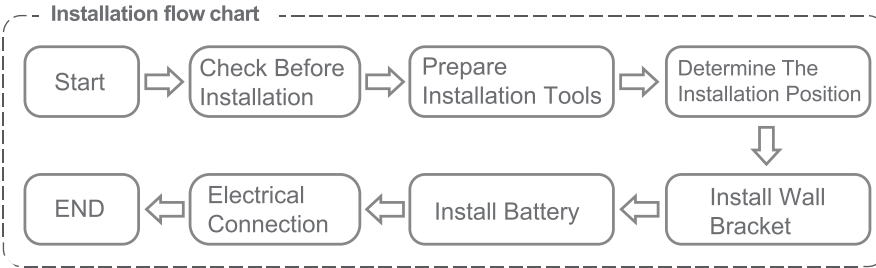 Installation flow chart
Start
Check Before
Installation
Prepare
Installation Tools
Determine The
Installation Position
Install Wall
Bracket
Install Battery
Electrical
Connection
END